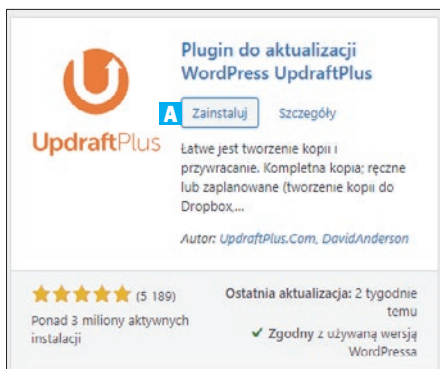 Plugin do aktualizacji
WordPress UpdraftPlus
A Zainstaluj Szczegóły
UpdraftPlus
Łatwe jest tworzenie kopii i
przywracanie. Kompletna kopia; ręczne
lub zaplanowane (tworzenie kopii do
Dropbox,...
Autor: UpdraftPlus.Com, DavidAnderson
(5 189)
Ponad 3 miliony aktywnych
instalacji
Ostatnia aktualizacja: 2 tygodnie
temu
✔ Zgodny z używaną wersją
WordPressa